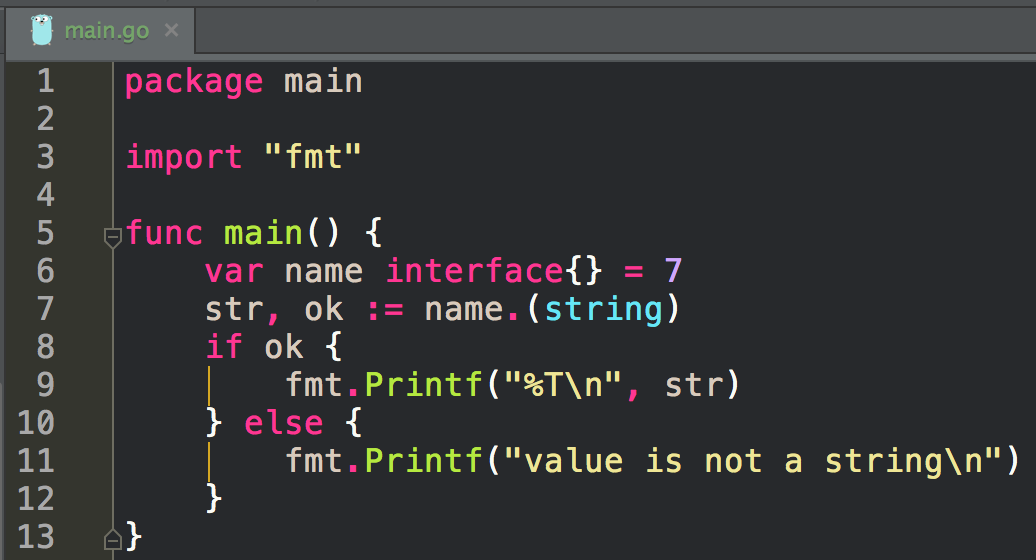 main.go
1 package main
2
3 import "fmt"
4
5 func main() {
6     var name interface{} = 7
7     str, ok := name.(string)
8     if ok {
9         fmt.Printf("%T\n", str)
10     } else {
11         fmt.Printf("value is not a string\n")
12     }
13 }